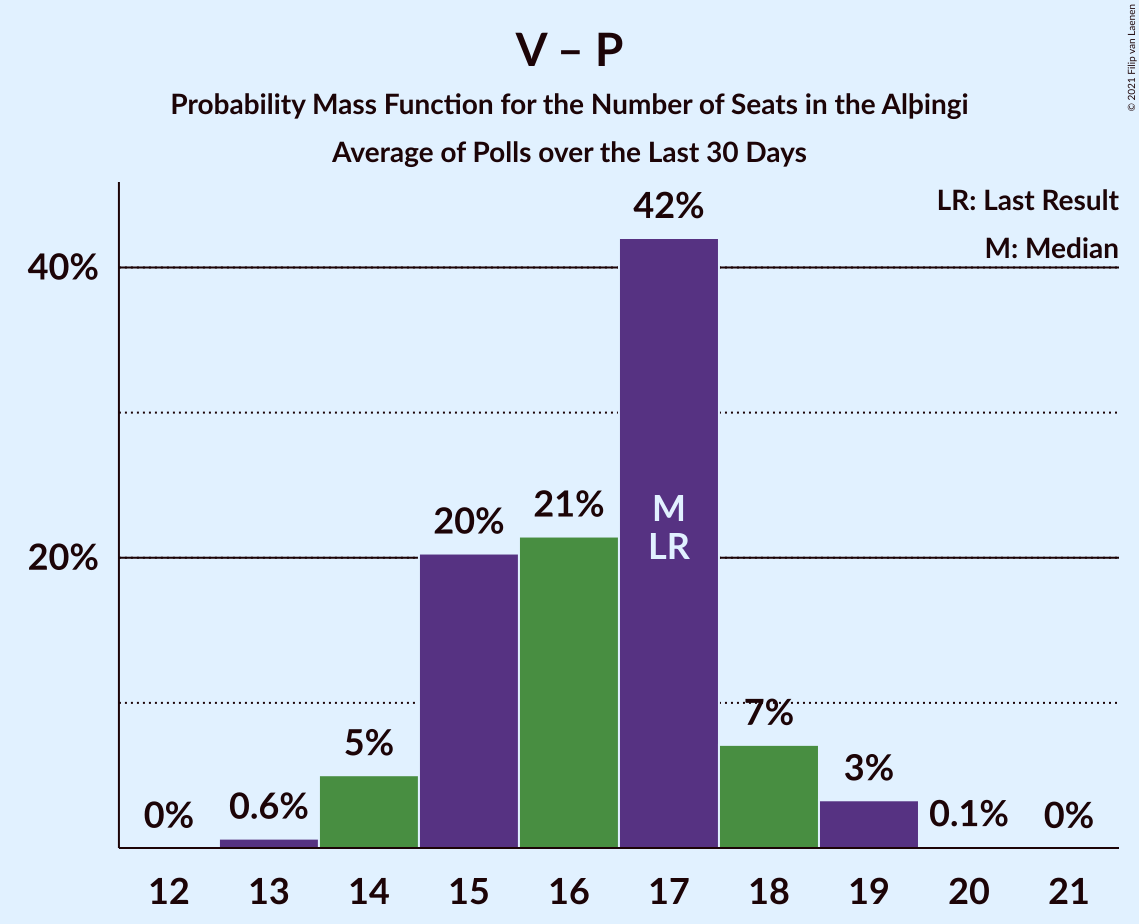 V – P
Probability Mass Function for the Number of Seats in the Alþingi
Average of Polls over the Last 30 Days
© 2021 Filip van Laenen
LR: Last Result
M: Median
40%
20%
0%
0.6%
5%
20%
21%
42%
7%
3%
0.1%
0%
M
LR
12 13 14 15 16 17 18 19 20 21